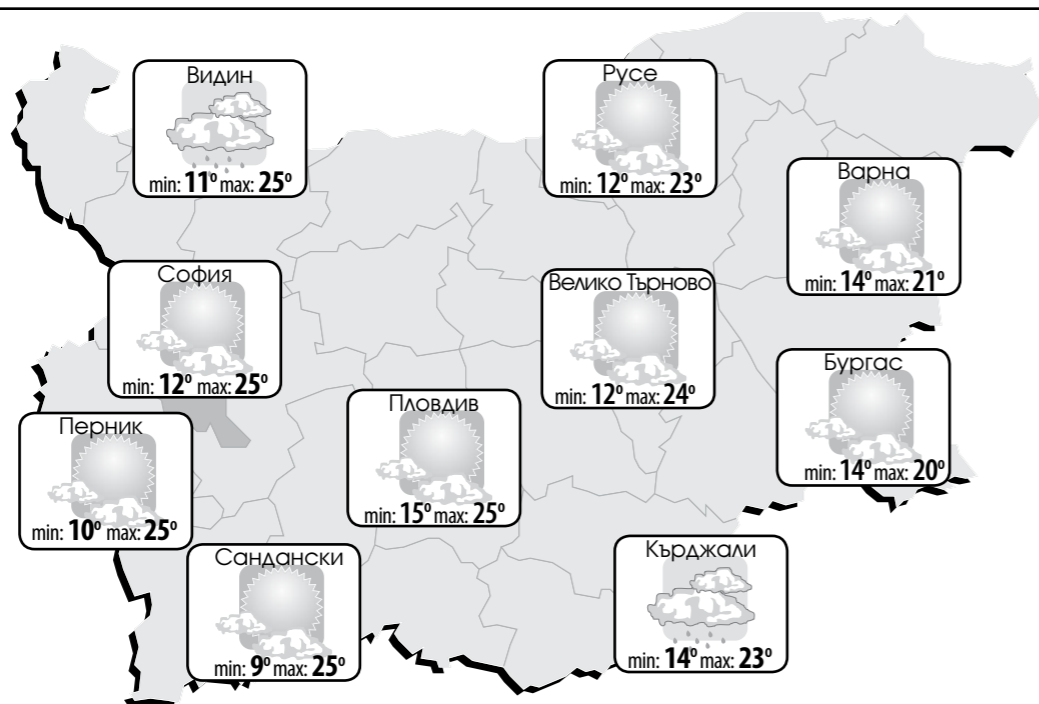 Видин
min: 11° max: 25°
Русе
min: 12° max: 23°
Варна
min: 14° max: 21°
София
min: 12° max: 25°
Велико Търново
min: 12° max: 24°
Бургас
min: 14° max: 20°
Пловдив
min: 15° max: 25°
Перник
min: 10° max: 25°
Сандански
min: 9° max: 25°
Кърджали
min: 14° max: 23°